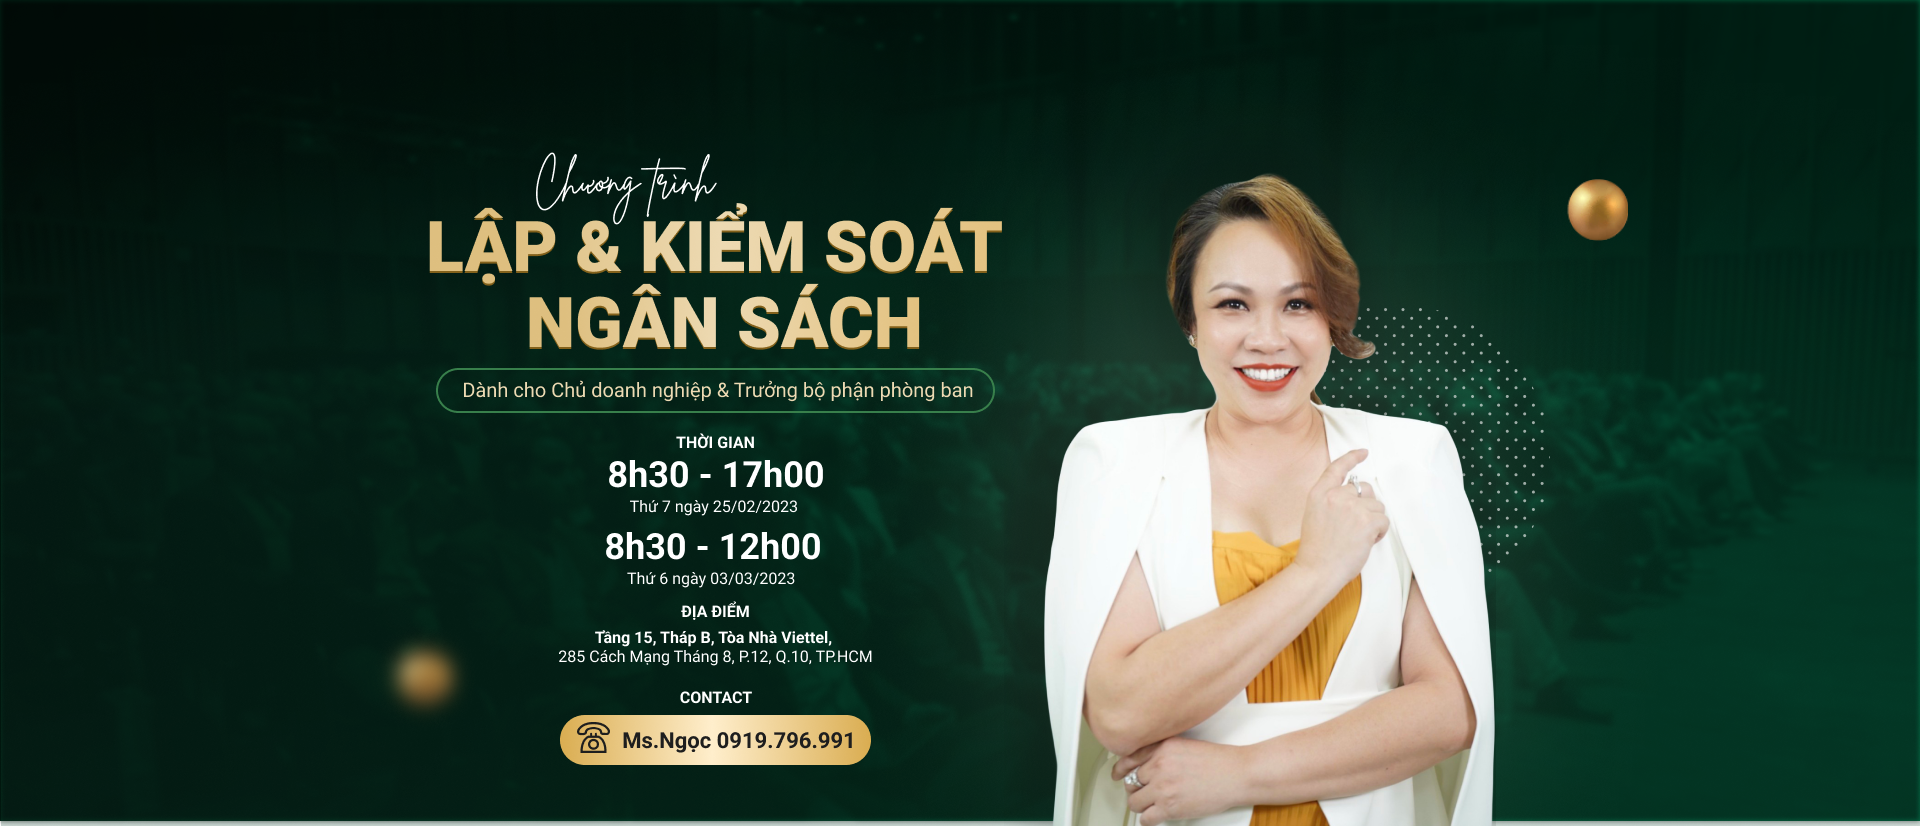 Chương trình
LẬP & KIỂM SOÁT
NGÂN SÁCH
Dành cho Chủ doanh nghiệp & Trưởng bộ phận phòng ban
THỜI GIAN
8h30 - 17h00
Thứ 7 ngày 25/02/2023
8h30 - 12h00
Thứ 6 ngày 03/03/2023
ĐỊA ĐIỂM
Tầng 15, Tháp B, Tòa Nhà Viettel,
285 Cách Mạng Tháng 8, P.12, Q.10, TP.HCM
CONTACT
Ms.Ngọc 0919.796.991